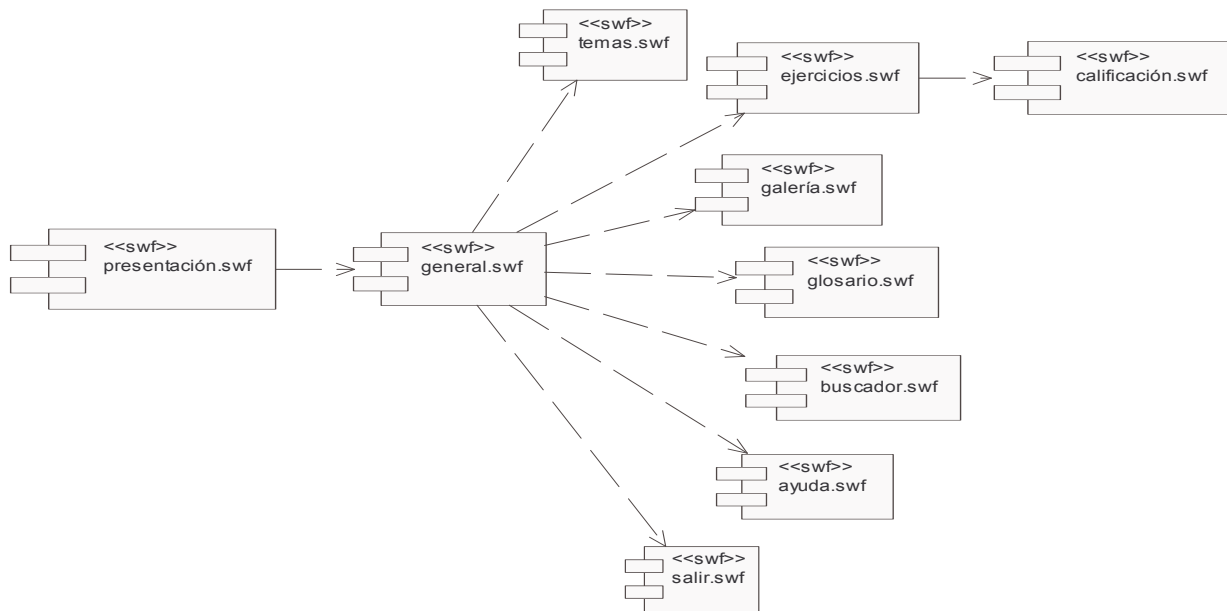 <<swf>>
temas.swf
<<swf>>
ejercicios.swf
<<swf>>
calificación.swf
<<swf>>
galería.swf
<<swf>>
presentación.swf
<<swf>>
general.swf
<<swf>>
glosario.swf
<<swf>>
buscador.swf
<<swf>>
ayuda.swf
<<swf>>
salir.swf